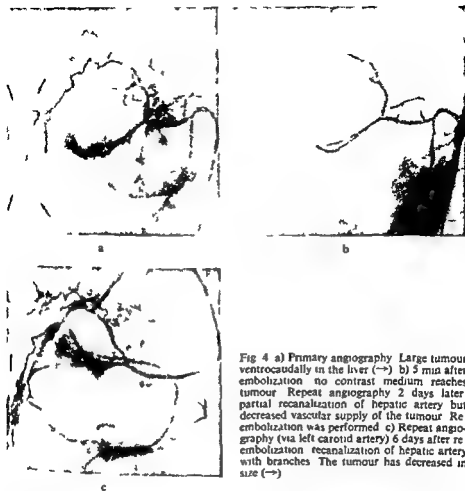 a
b
c
Fig 4 a) Primary angiography Large tumour
ventrocaudally in the liver (→) b) 5 min after
embolization no contrast medium reaches
tumour Repeat angiography 2 days later
partial recanalization of hepatic artery but
decreased vascular supply of the tumour Re
embolization was performed c) Repeat angio-
graphy (via left carotid artery) 6 days after re
embolization recanalization of hepatic artery
with branches The tumour has decreased in
size (→)